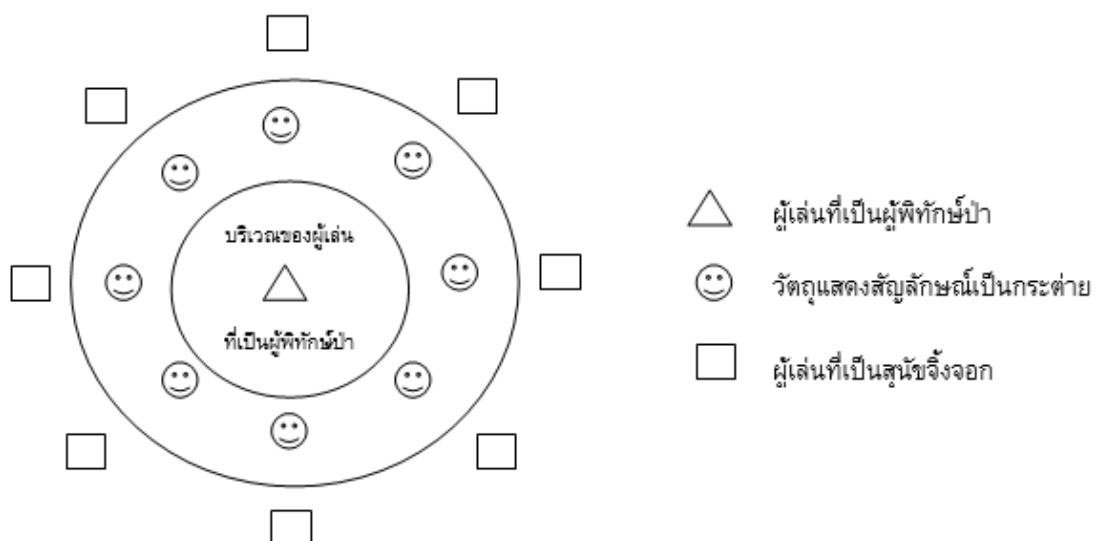 บริเวณของผู้เล่น
ที่เป็นผู้พิทักษ์ป่า
ผู้เล่นที่เป็นผู้พิทักษ์ป่า
วัตถุแสดงสัญลักษณ์เป็นกระต่าย
ผู้เล่นที่เป็นสุนัขจิ้งจอก